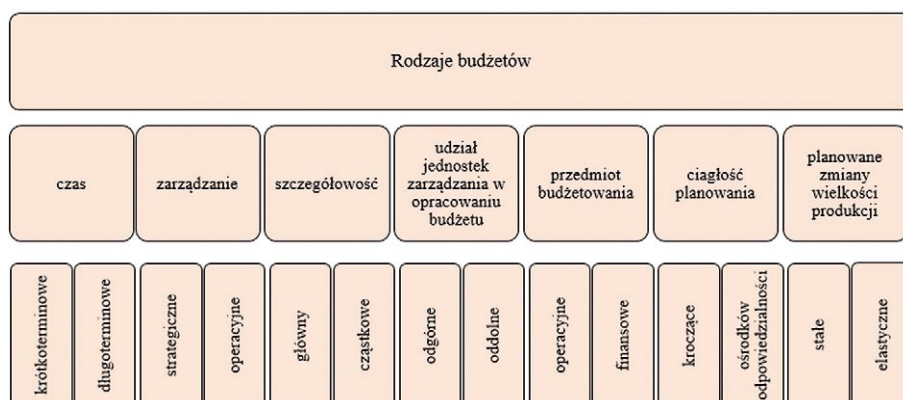 Rodzaje budżetów
czas
zarządzanie
szczegółowość
udział
jednostek
zarządzania w
opracowaniu
budżetu
przedmiot
budżetowania
ciagłość
planowania
planowane
zmiany
wielkości
produkcji
krótkoterminowe
długoterminowe
strategiczne
operacyjne
główny
cząstkowe
odgórne
oddolne
operacyjne
finansowe
kroczące
ośrodków
odpowiedzialności
stałe
elastyczne